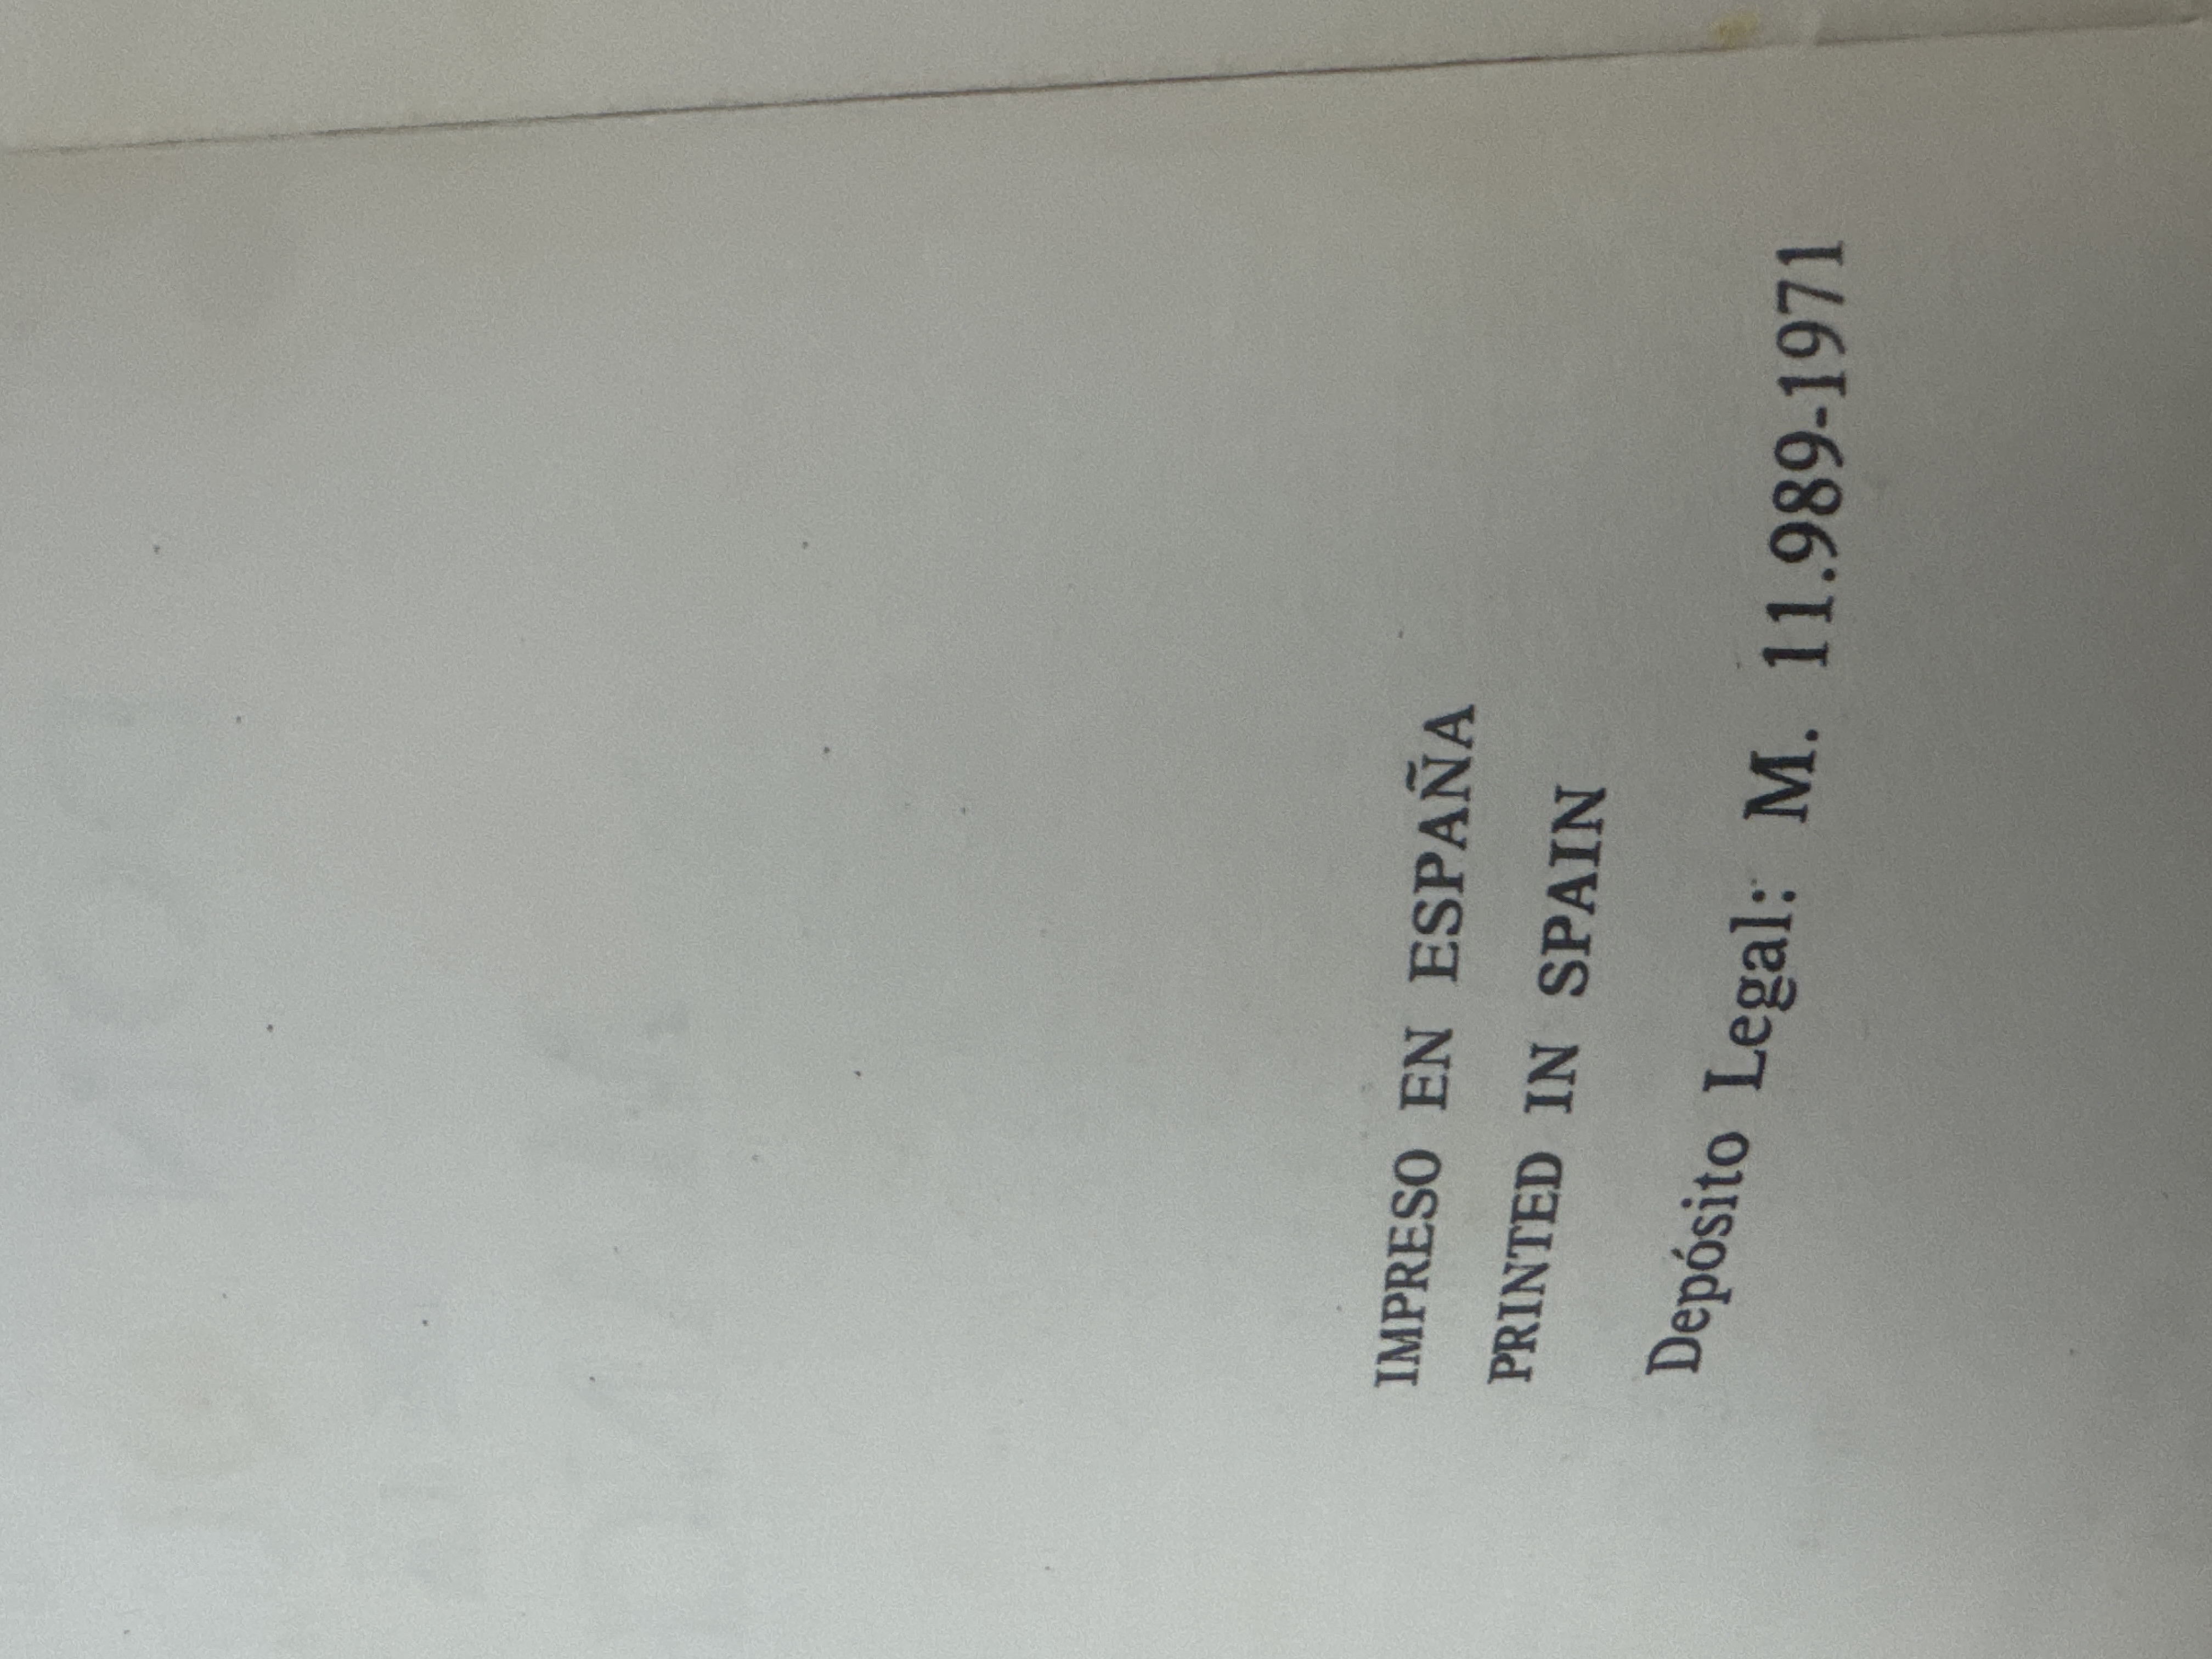 IMPRESO EN ESPAÑA
PRINTED IN SPAIN
Depósito Legal: M. 11.989-1971